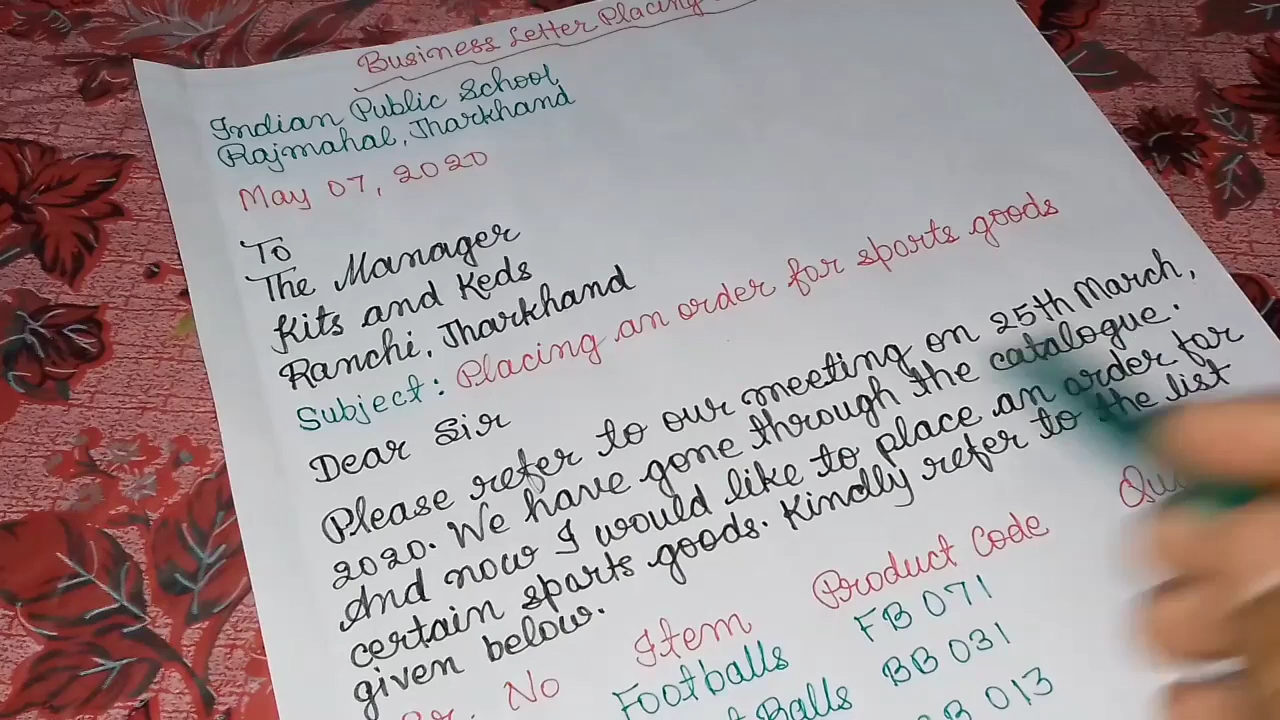 Business Letter Placing
Indian Public School,
Rajmahal, Jharkhand
May 07, 2020
To
The Manager
Kits and Keds
Ranchi, Jharkhand
Subject: Placing an order for sports goods
Dear Sir
Please refer to our meeting on 25th March,
2020. We have gone through the catalogue.
And now I would like to place an order for
certain sparts goods. Kindly refer to the list
given below.
Sr. No Item Product Code
Footballs FB 071
Balls BB 031
013